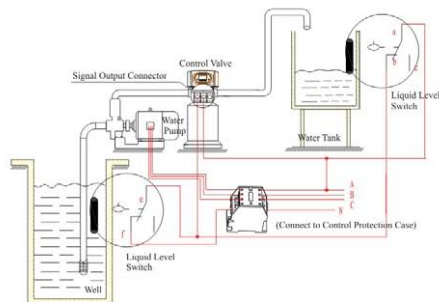 Control Valve
Signal Output Connector
Water
Pump
a
b
c
Liquid Level
Switch
Water Tank
A
B
C
N
(Connect to Control Protection Case)
e
f
Liquid Level
Switch
Well